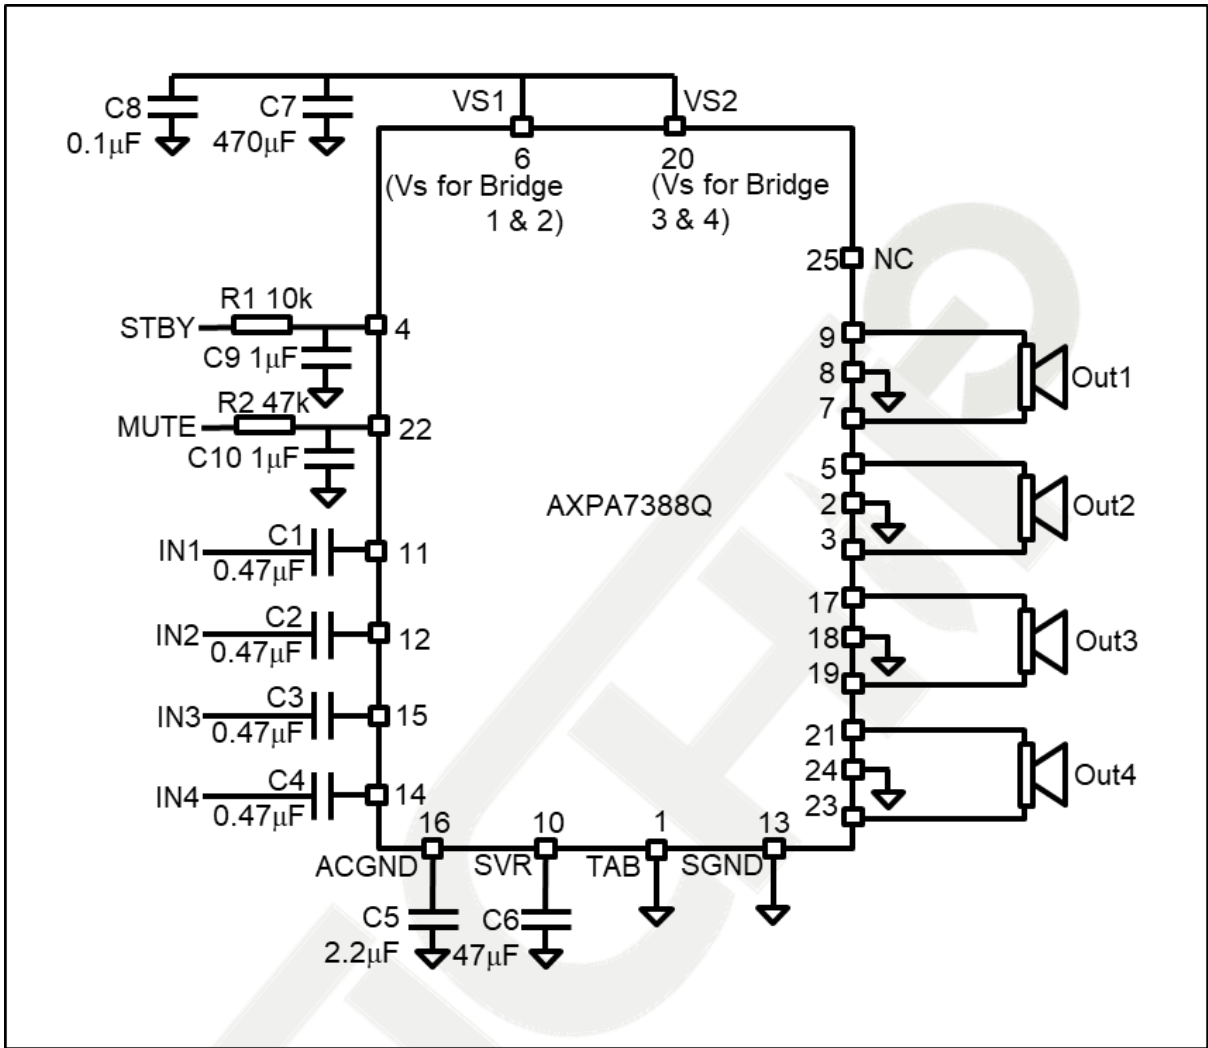 C8
0.1μF
C7
470μF
VS1
VS2
6
(Vs for Bridge
1 & 2)
20
(Vs for Bridge
3 & 4)
25
NC
STBY
R1 10k
4
C9 1μF
MUTE
R2 47k
22
C10 1μF
IN1
C1
0.47μF
11
IN2
C2
0.47μF
12
IN3
C3
0.47μF
15
IN4
C4
0.47μF
14
AXPA7388Q
9
8
7
Out1
5
2
3
Out2
17
18
19
Out3
21
24
23
Out4
16
ACGND
10
SVR
1
TAB
13
SGND
C5
2.2μF
C6
47μF